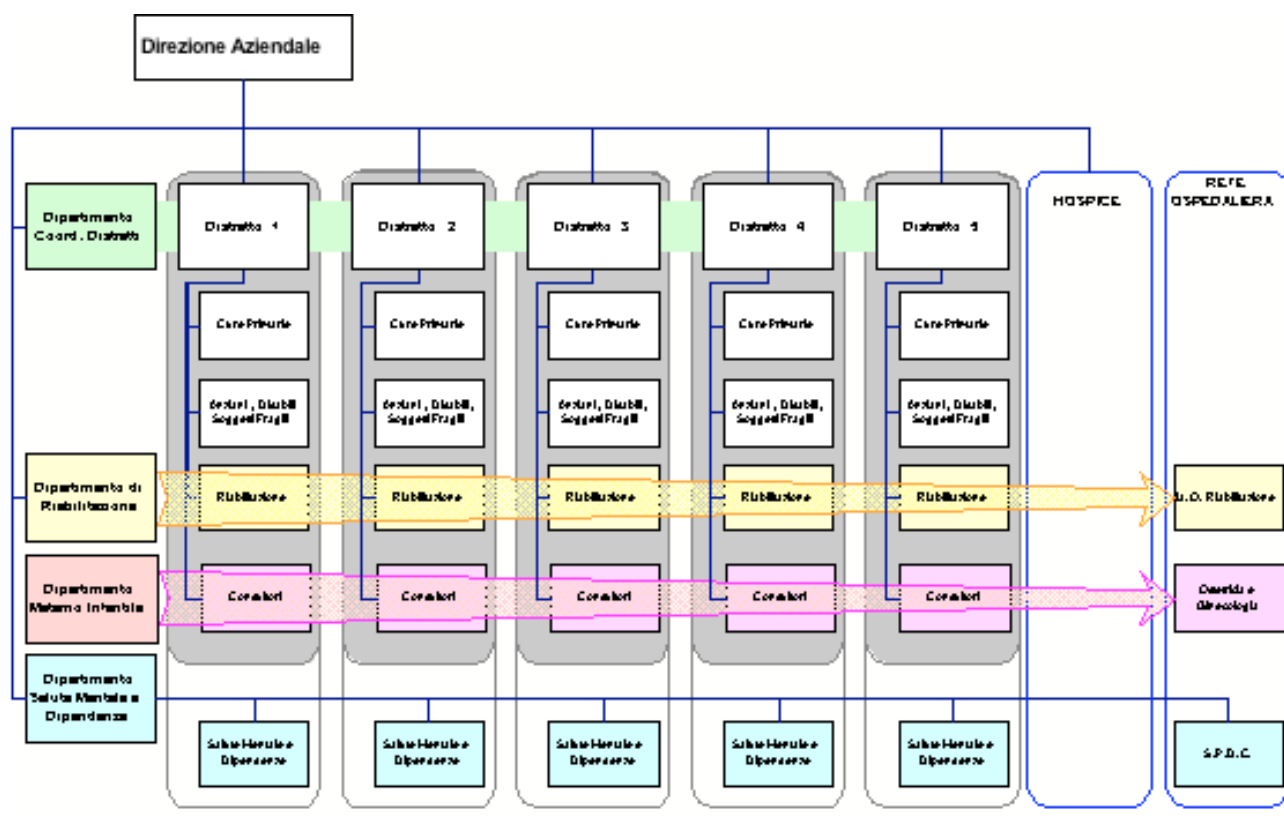 Direzione Aziendale
RETE
OSPEDALIERA
HOSPICE
Dipartimento
Coord. Distretti
Distretto 1
Distretto 2
Distretto 3
Distretto 4
Distretto 5
Cure Primarie
Cure Primarie
Cure Primarie
Cure Primarie
Cure Primarie
Anziani, Disabili,
Soggetti Fragili
Anziani, Disabili,
Soggetti Fragili
Anziani, Disabili,
Soggetti Fragili
Anziani, Disabili,
Soggetti Fragili
Anziani, Disabili,
Soggetti Fragili
Dipartimento di
Riabilitazione
Riabilitazione
Riabilitazione
Riabilitazione
Riabilitazione
Riabilitazione
U.O. Riabilitazione
Dipartimento
Materno Infantile
Consultori
Consultori
Consultori
Consultori
Consultori
Ostetricia e
Ginecologia
Dipartimento
Salute Mentale e
Dipendenze
Salute Mentale e
Dipendenze
Salute Mentale e
Dipendenze
Salute Mentale e
Dipendenze
Salute Mentale e
Dipendenze
Salute Mentale e
Dipendenze
S.P.D.C.